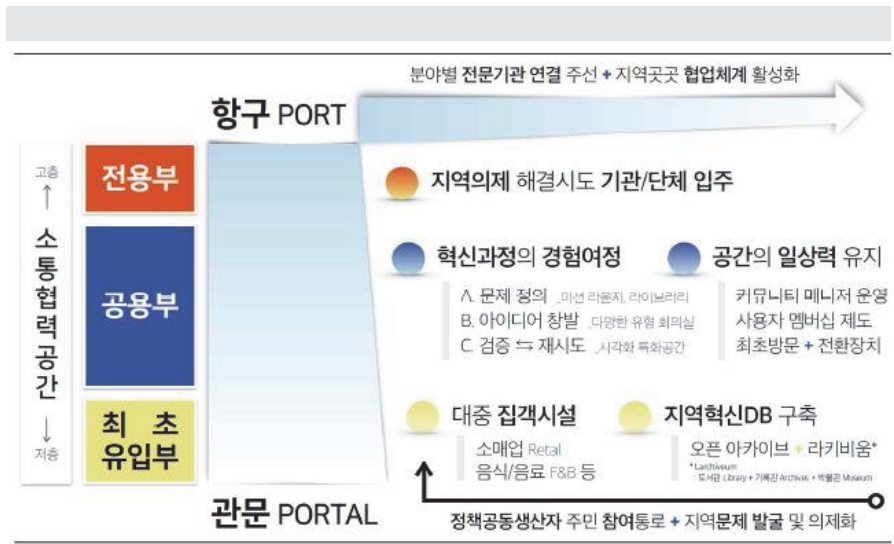 분야별 전문기관 연결 주선 + 지역곳곳 협업체계 활성화
항구 PORT
고층
소통협력공간
저층
전용부
지역의제 해결시도 기관/단체 입주
공용부
혁신과정의 경험여정
A. 문제 정의 _미션 라운지, 라이브러리
B. 아이디어 창발 _다양한 유형 회의실
C. 검증 ⇆ 재시도 _시각화 특화공간
공간의 일상력 유지
커뮤니티 매니저 운영
사용자 멤버십 제도
최초방문 + 전환장치
최 초
유입부
대중 집객시설
소매업 Retail
음식/음료 F&B 등
지역혁신DB 구축
오픈 아카이브 + 라키비움*
* Larchiveum
: 도서관 Library + 기록관 Archives + 박물관 Museum
관문 PORTAL
정책공동생산자 주민 참여통로 + 지역문제 발굴 및 의제화